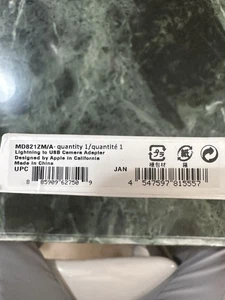 MD821ZM/A· quantity 1/quantité 1
Lightning to USB Camera Adapter
Designed by Apple in California
Made in China
UPC
JAN
8 85909 62750 9
4 547597 815557